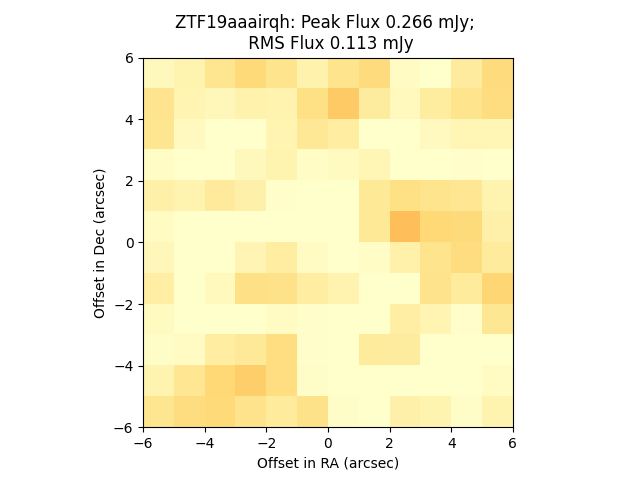 ZTF19aaairqh: Peak Flux 0.266 mJy;
RMS Flux 0.113 mJy
6
4
2
0
−2
−4
−6
Offset in Dec (arcsec)
−6 −4 −2 0 2 4 6
Offset in RA (arcsec)